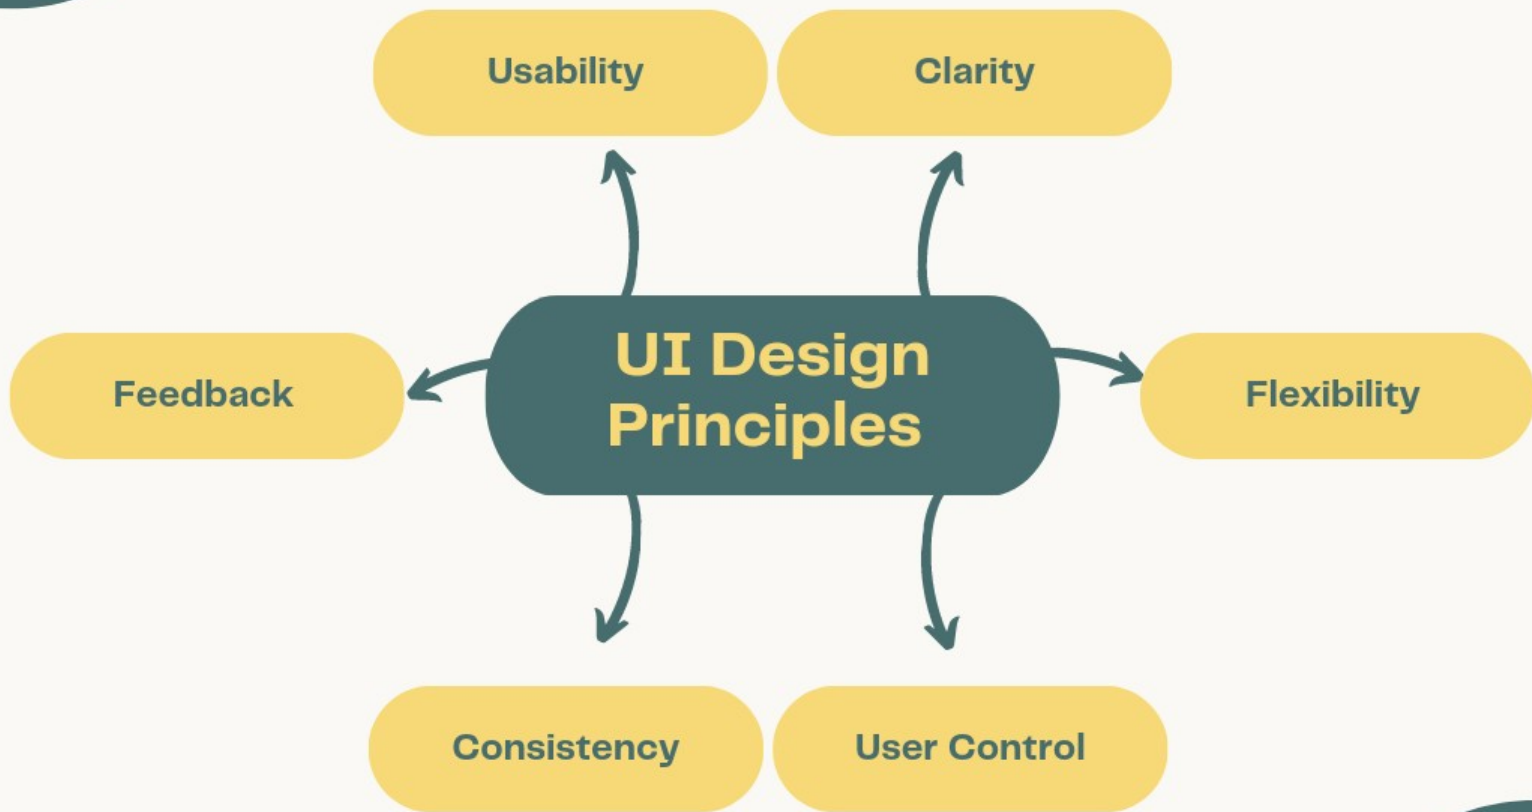 Usability
Clarity
UI Design
Principles
Feedback
Flexibility
Consistency
User Control